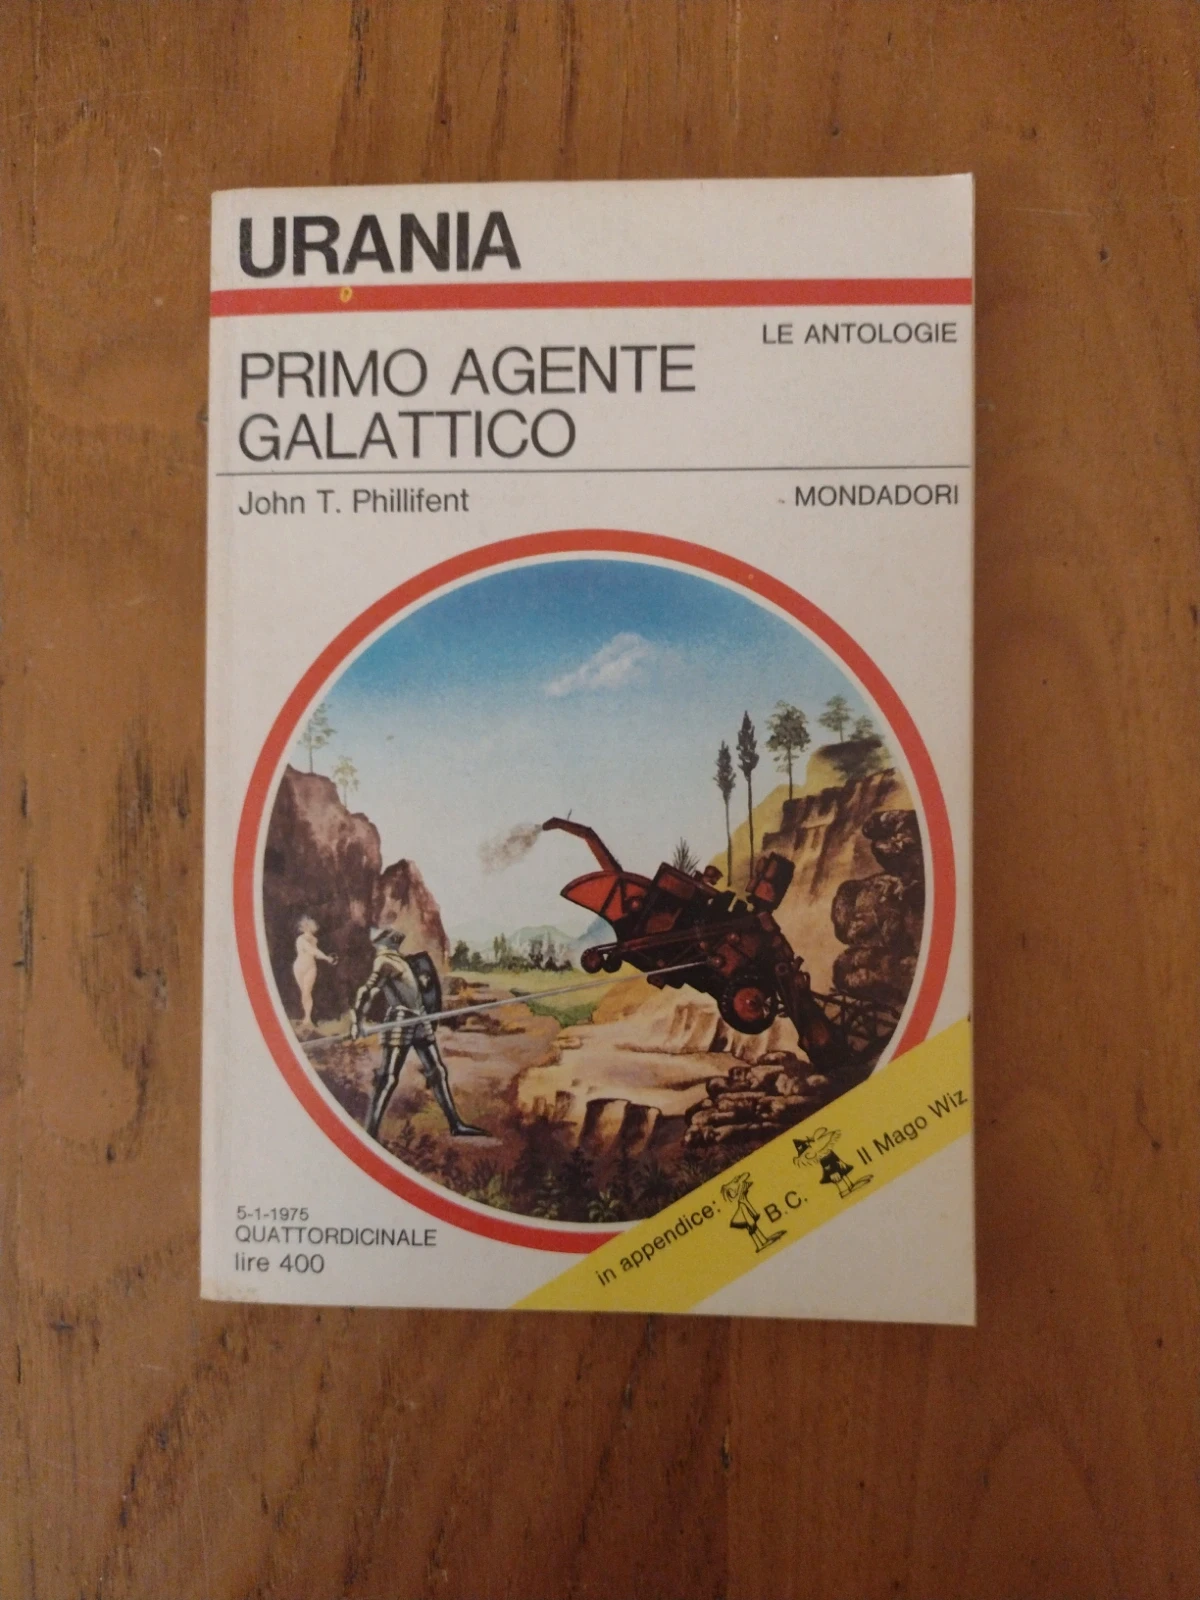 URANIA
LE ANTOLOGIE
PRIMO AGENTE
GALATTICO
John T. Phillifent
MONDADORI
5-1-1975
QUATTORDICINALE
lire 400
in appendice: B.C. Il Mago Wiz